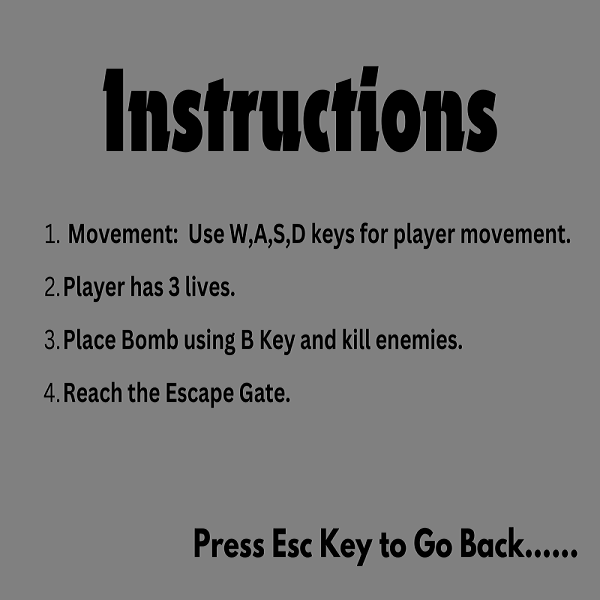 Instructions
1. Movement: Use W,A,S,D keys for player movement.
2. Player has 3 lives.
3. Place Bomb using B Key and kill enemies.
4. Reach the Escape Gate.
Press Esc Key to Go Back......